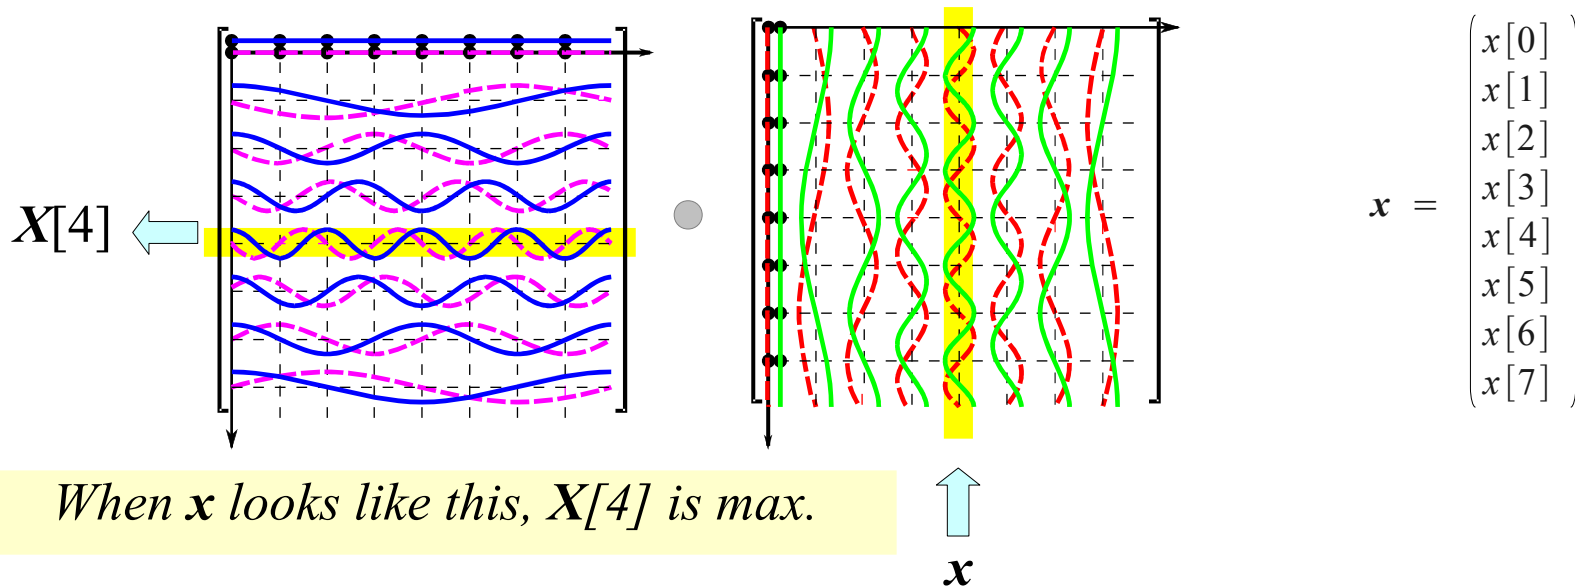 X[4]
When x looks like this, X[4] is max.
x
x =
x[0]
x[1]
x[2]
x[3]
x[4]
x[5]
x[6]
x[7]